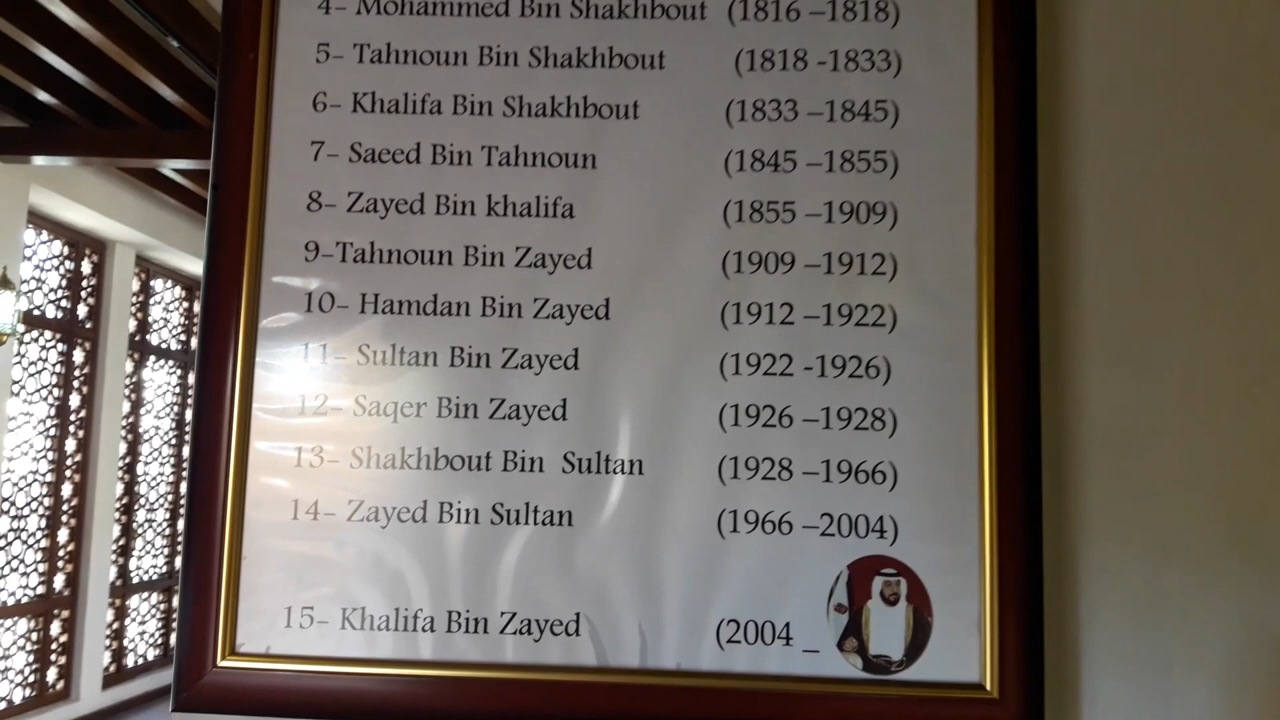 4- Mohammed Bin Shakhbout (1816 –1818)
5- Tahnoun Bin Shakhbout (1818 -1833)
6- Khalifa Bin Shakhbout (1833 –1845)
7- Saeed Bin Tahnoun (1845 –1855)
8- Zayed Bin khalifa (1855 –1909)
9-Tahnoun Bin Zayed (1909 –1912)
10- Hamdan Bin Zayed (1912 –1922)
11- Sultan Bin Zayed (1922 -1926)
12- Saqer Bin Zayed (1926 –1928)
13- Shakhbout Bin Sultan (1928 –1966)
14- Zayed Bin Sultan (1966 –2004)
15- Khalifa Bin Zayed (2004 _